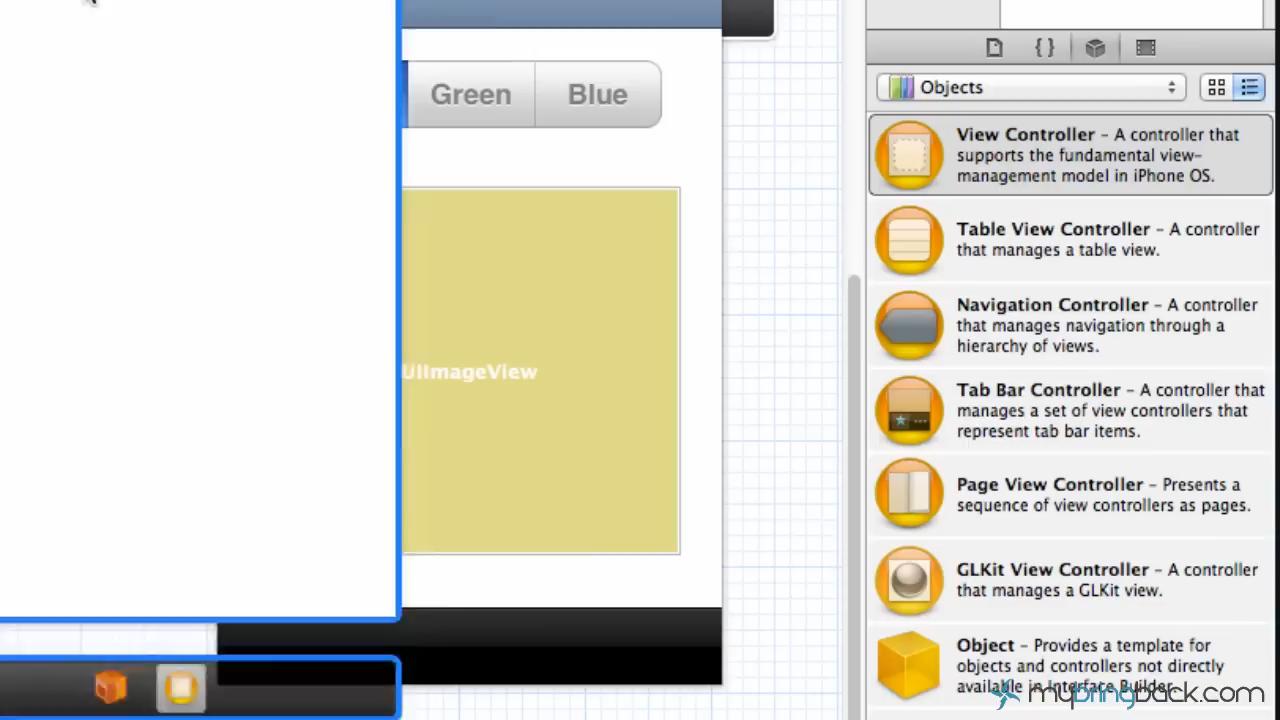 Green
Blue
UIImageView
Objects
View Controller – A controller that
supports the fundamental view-
management model in iPhone OS.
Table View Controller – A controller
that manages a table view.
Navigation Controller – A controller
that manages navigation through a
hierarchy of views.
Tab Bar Controller – A controller that
manages a set of view controllers that
represent tab bar items.
Page View Controller – Presents a
sequence of view controllers as pages.
GLKit View Controller – A controller
that manages a GLKit view.
Object – Provides a template for
objects and controllers not directly
available in Interface Builder.
mybringback.com